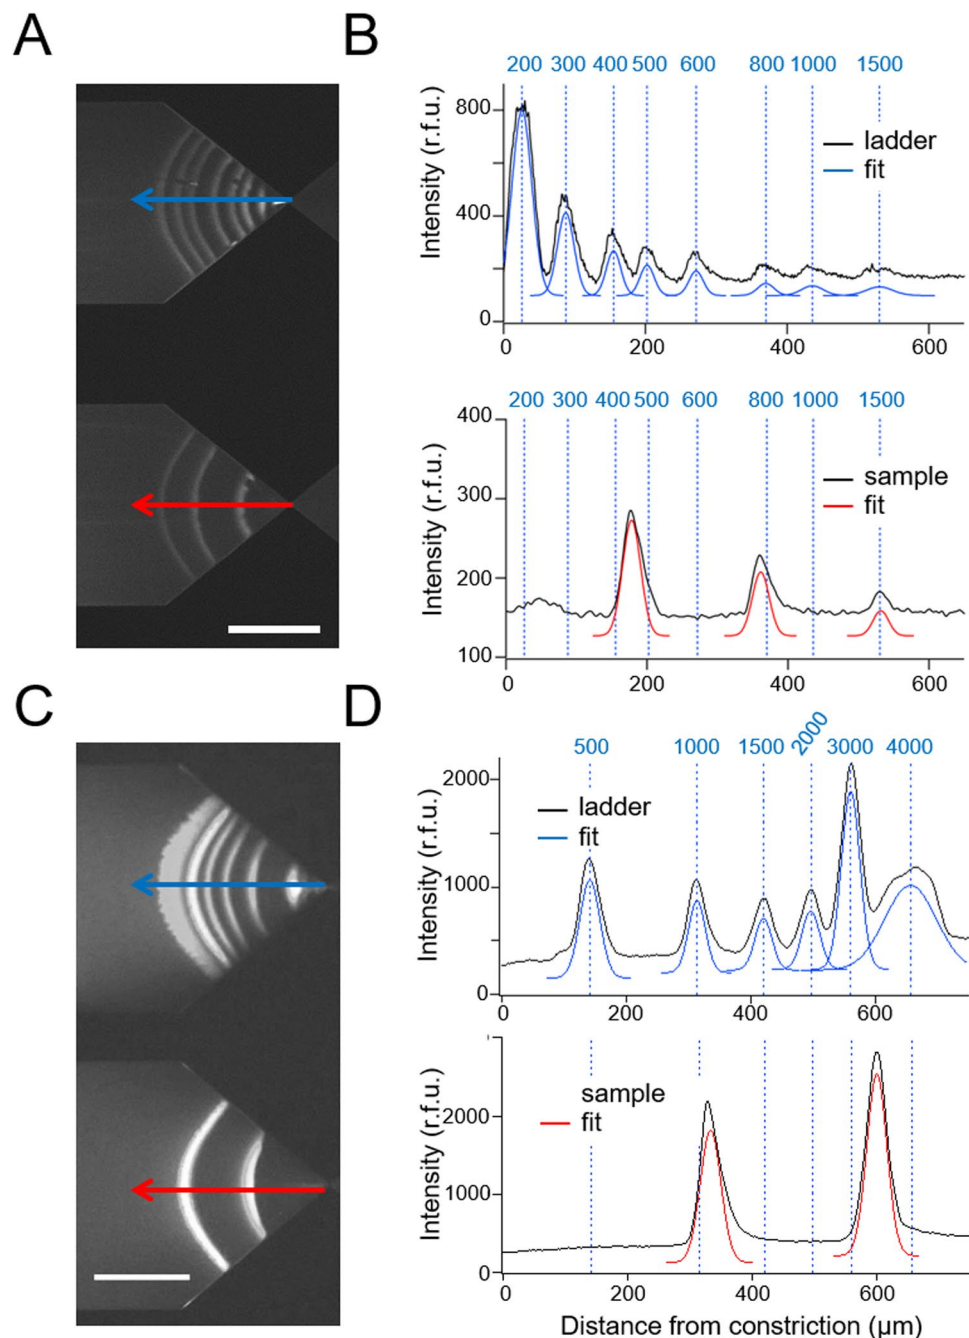 A
B
200 300 400 500 600 800 1000 1500
Intensity (r.f.u.)
800
400
0
ladder
fit
0 200 400 600
200 300 400 500 600 800 1000 1500
Intensity (r.f.u.)
400
300
200
100
sample
fit
0 200 400 600
C
D
500 1000 1500 2000 3000 4000
Intensity (r.f.u.)
2000
1000
0
ladder
fit
0 200 400 600
Intensity (r.f.u.)
2000
1000
0
sample
fit
0 200 400 600
Distance from constriction (µm)